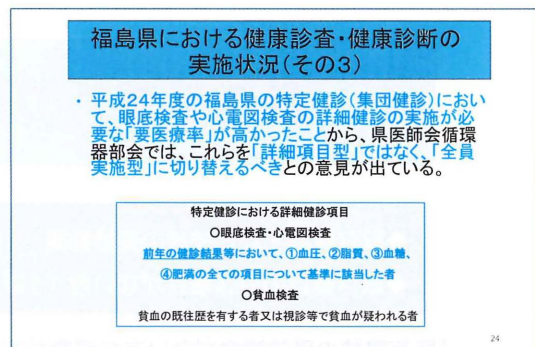 福島県における健康診査・健康診断の
実施状況(その3)
・ 平成24年度の福島県の特定健診(集団健診)におい
て、眼底検査や心電図検査の詳細健診の実施が必
要な「要医療率」が高かったことから、県医師会循環
器部会では、これらを「詳細項目型」ではなく、「全員
実施型」に切り替えるべきとの意見が出ている。
特定健診における詳細健診項目
○眼底検査・心電図検査
前年の健診結果等において、①血圧、②脂質、③血糖、
④肥満の全ての項目について基準に該当した者
○貧血検査
貧血の既往歴を有する者又は視診等で貧血が疑われる者
24